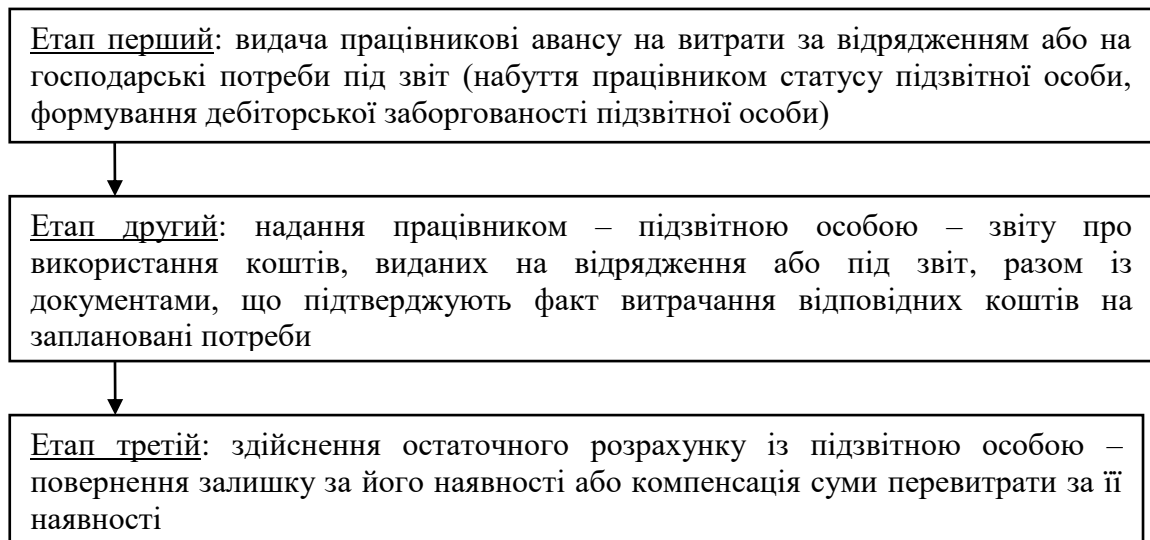 Етап перший: видача працівникові авансу на витрати за відрядженням або на
господарські потреби під звіт (набуття працівником статусу підзвітної особи,
формування дебіторської заборгованості підзвітної особи)
Етап другий: надання працівником – підзвітною особою – звіту про
використання коштів, виданих на відрядження або під звіт, разом із
документами, що підтверджують факт витрачання відповідних коштів на
заплановані потреби
Етап третій: здійснення остаточного розрахунку із підзвітною особою –
повернення залишку за його наявності або компенсація суми перевитрати за її
наявності